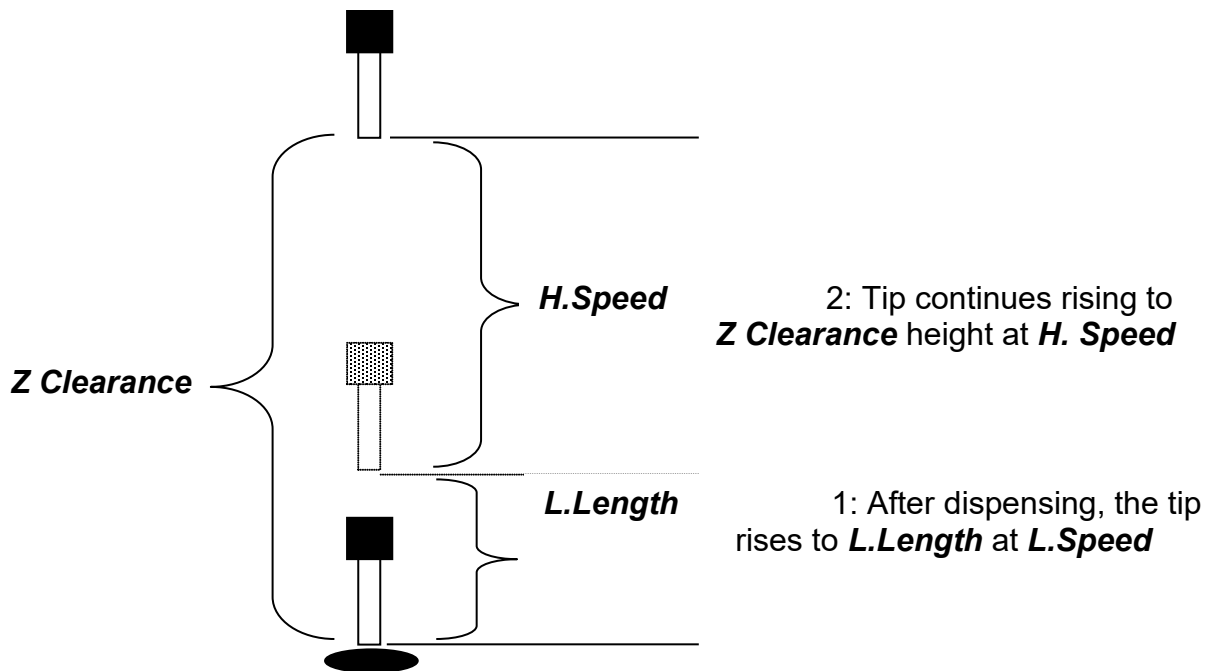 H.Speed
2: Tip continues rising to
Z Clearance height at H. Speed
Z Clearance
L.Length
1: After dispensing, the tip
rises to L.Length at L.Speed